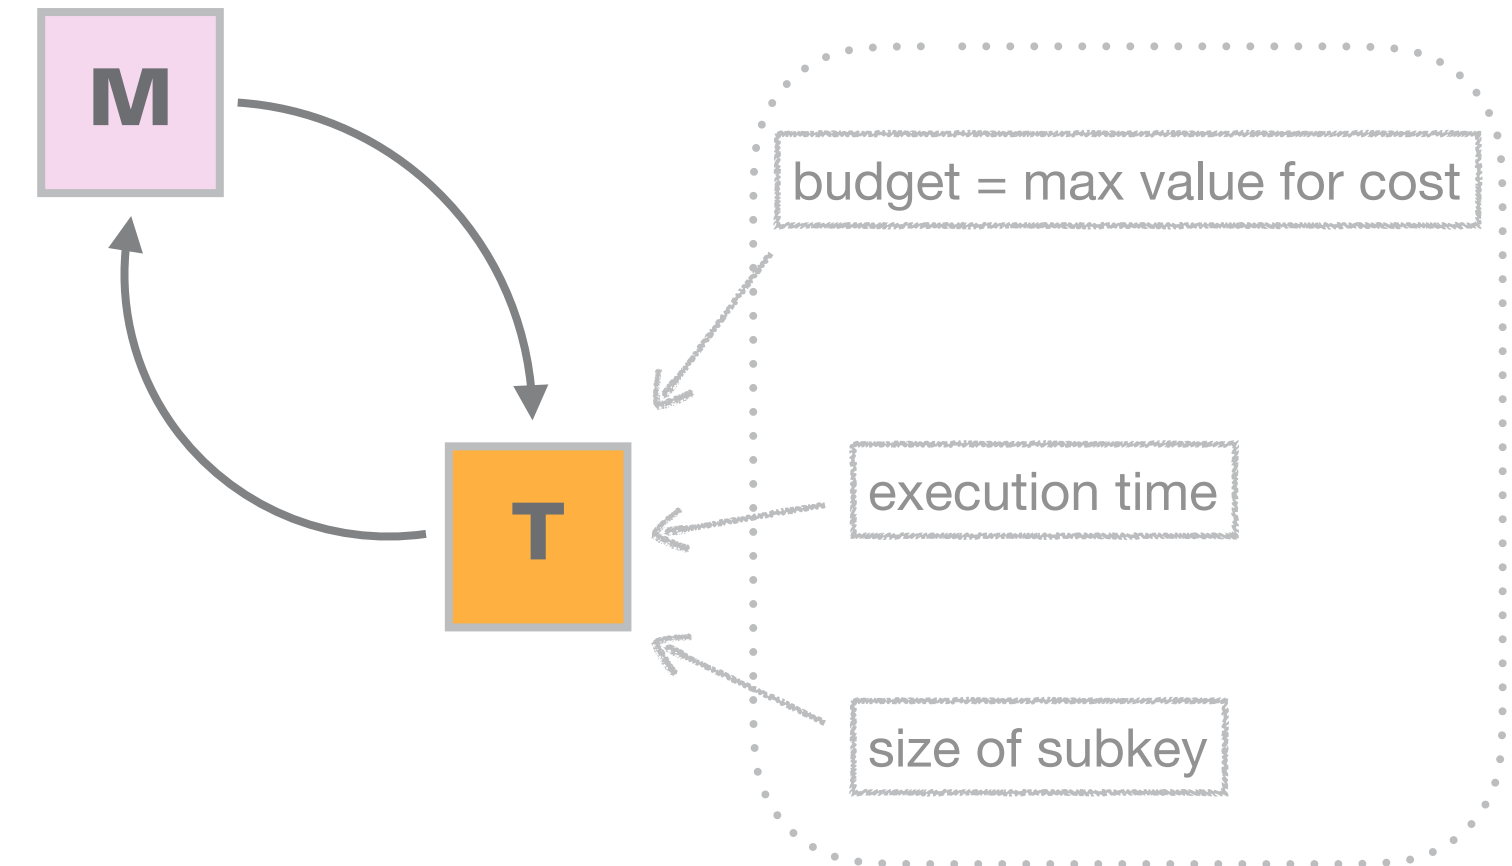 M
budget = max value for cost
execution time
T
size of subkey